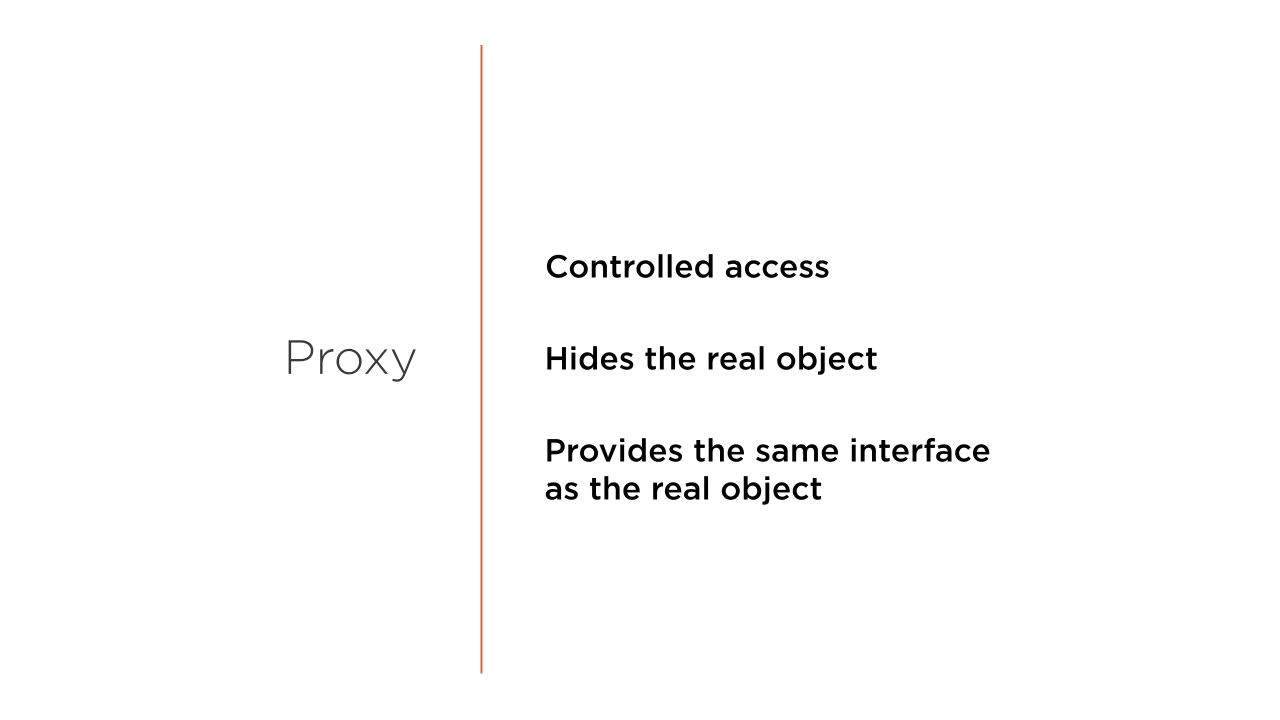 Proxy
Controlled access
Hides the real object
Provides the same interface
as the real object